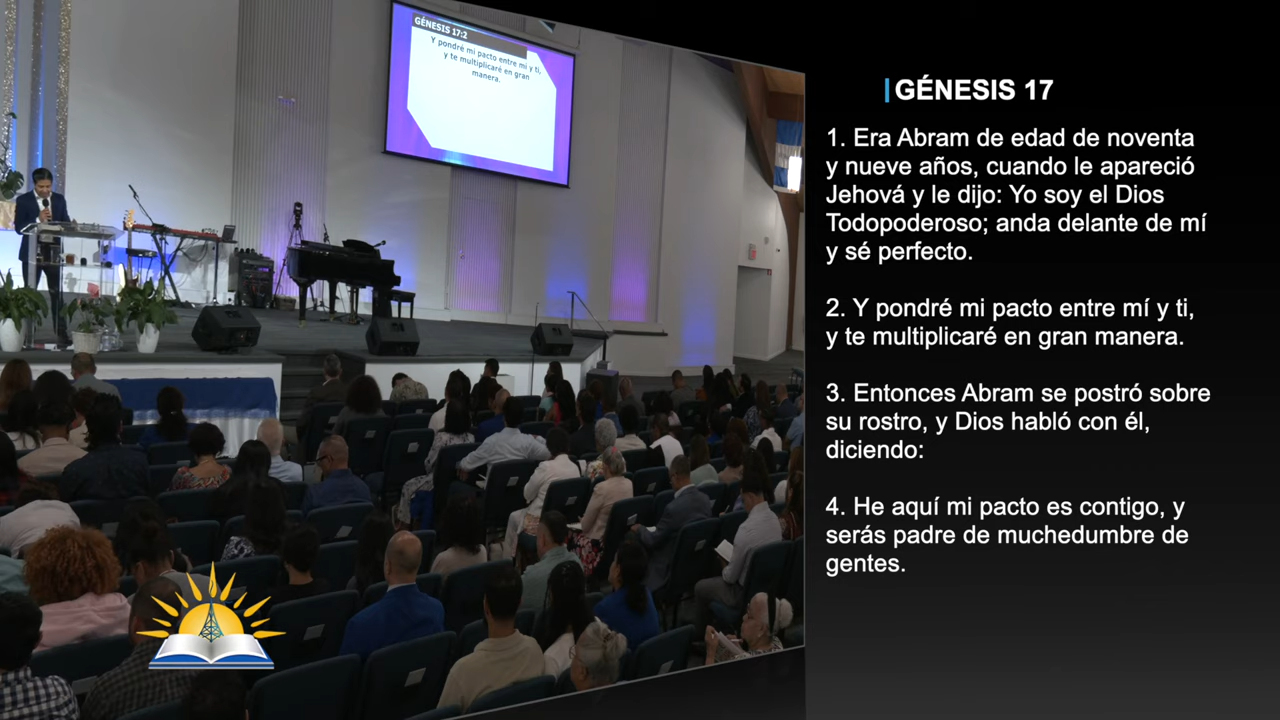 GÉNESIS 17:2
Y pondré mi pacto entre mí y ti,
y te multiplicaré en gran
manera.
GÉNESIS 17
1. Era Abram de edad de noventa
y nueve años, cuando le apareció
Jehová y le dijo: Yo soy el Dios
Todopoderoso; anda delante de mí
y sé perfecto.
2. Y pondré mi pacto entre mí y ti,
y te multiplicaré en gran manera.
3. Entonces Abram se postró sobre
su rostro, y Dios habló con él,
diciendo:
4. He aquí mi pacto es contigo, y
serás padre de muchedumbre de
gentes.